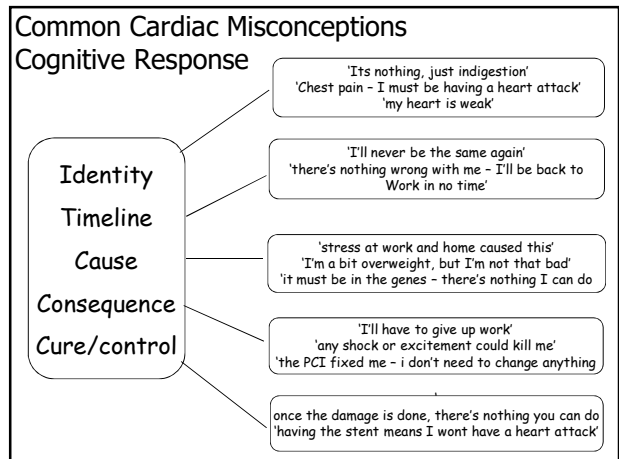 Common Cardiac Misconceptions
Cognitive Response
'Its nothing, just indigestion'
'Chest pain – I must be having a heart attack'
'my heart is weak'
Identity
Timeline
Cause
Consequence
Cure/control
'I'll never be the same again'
'there's nothing wrong with me – I'll be back to
Work in no time'
'stress at work and home caused this'
'I'm a bit overweight, but I'm not that bad'
'it must be in the genes – there's nothing I can do
'I'll have to give up work'
'any shock or excitement could kill me'
'the PCI fixed me – i don't need to change anything
once the damage is done, there's nothing you can do
'having the stent means I wont have a heart attack'